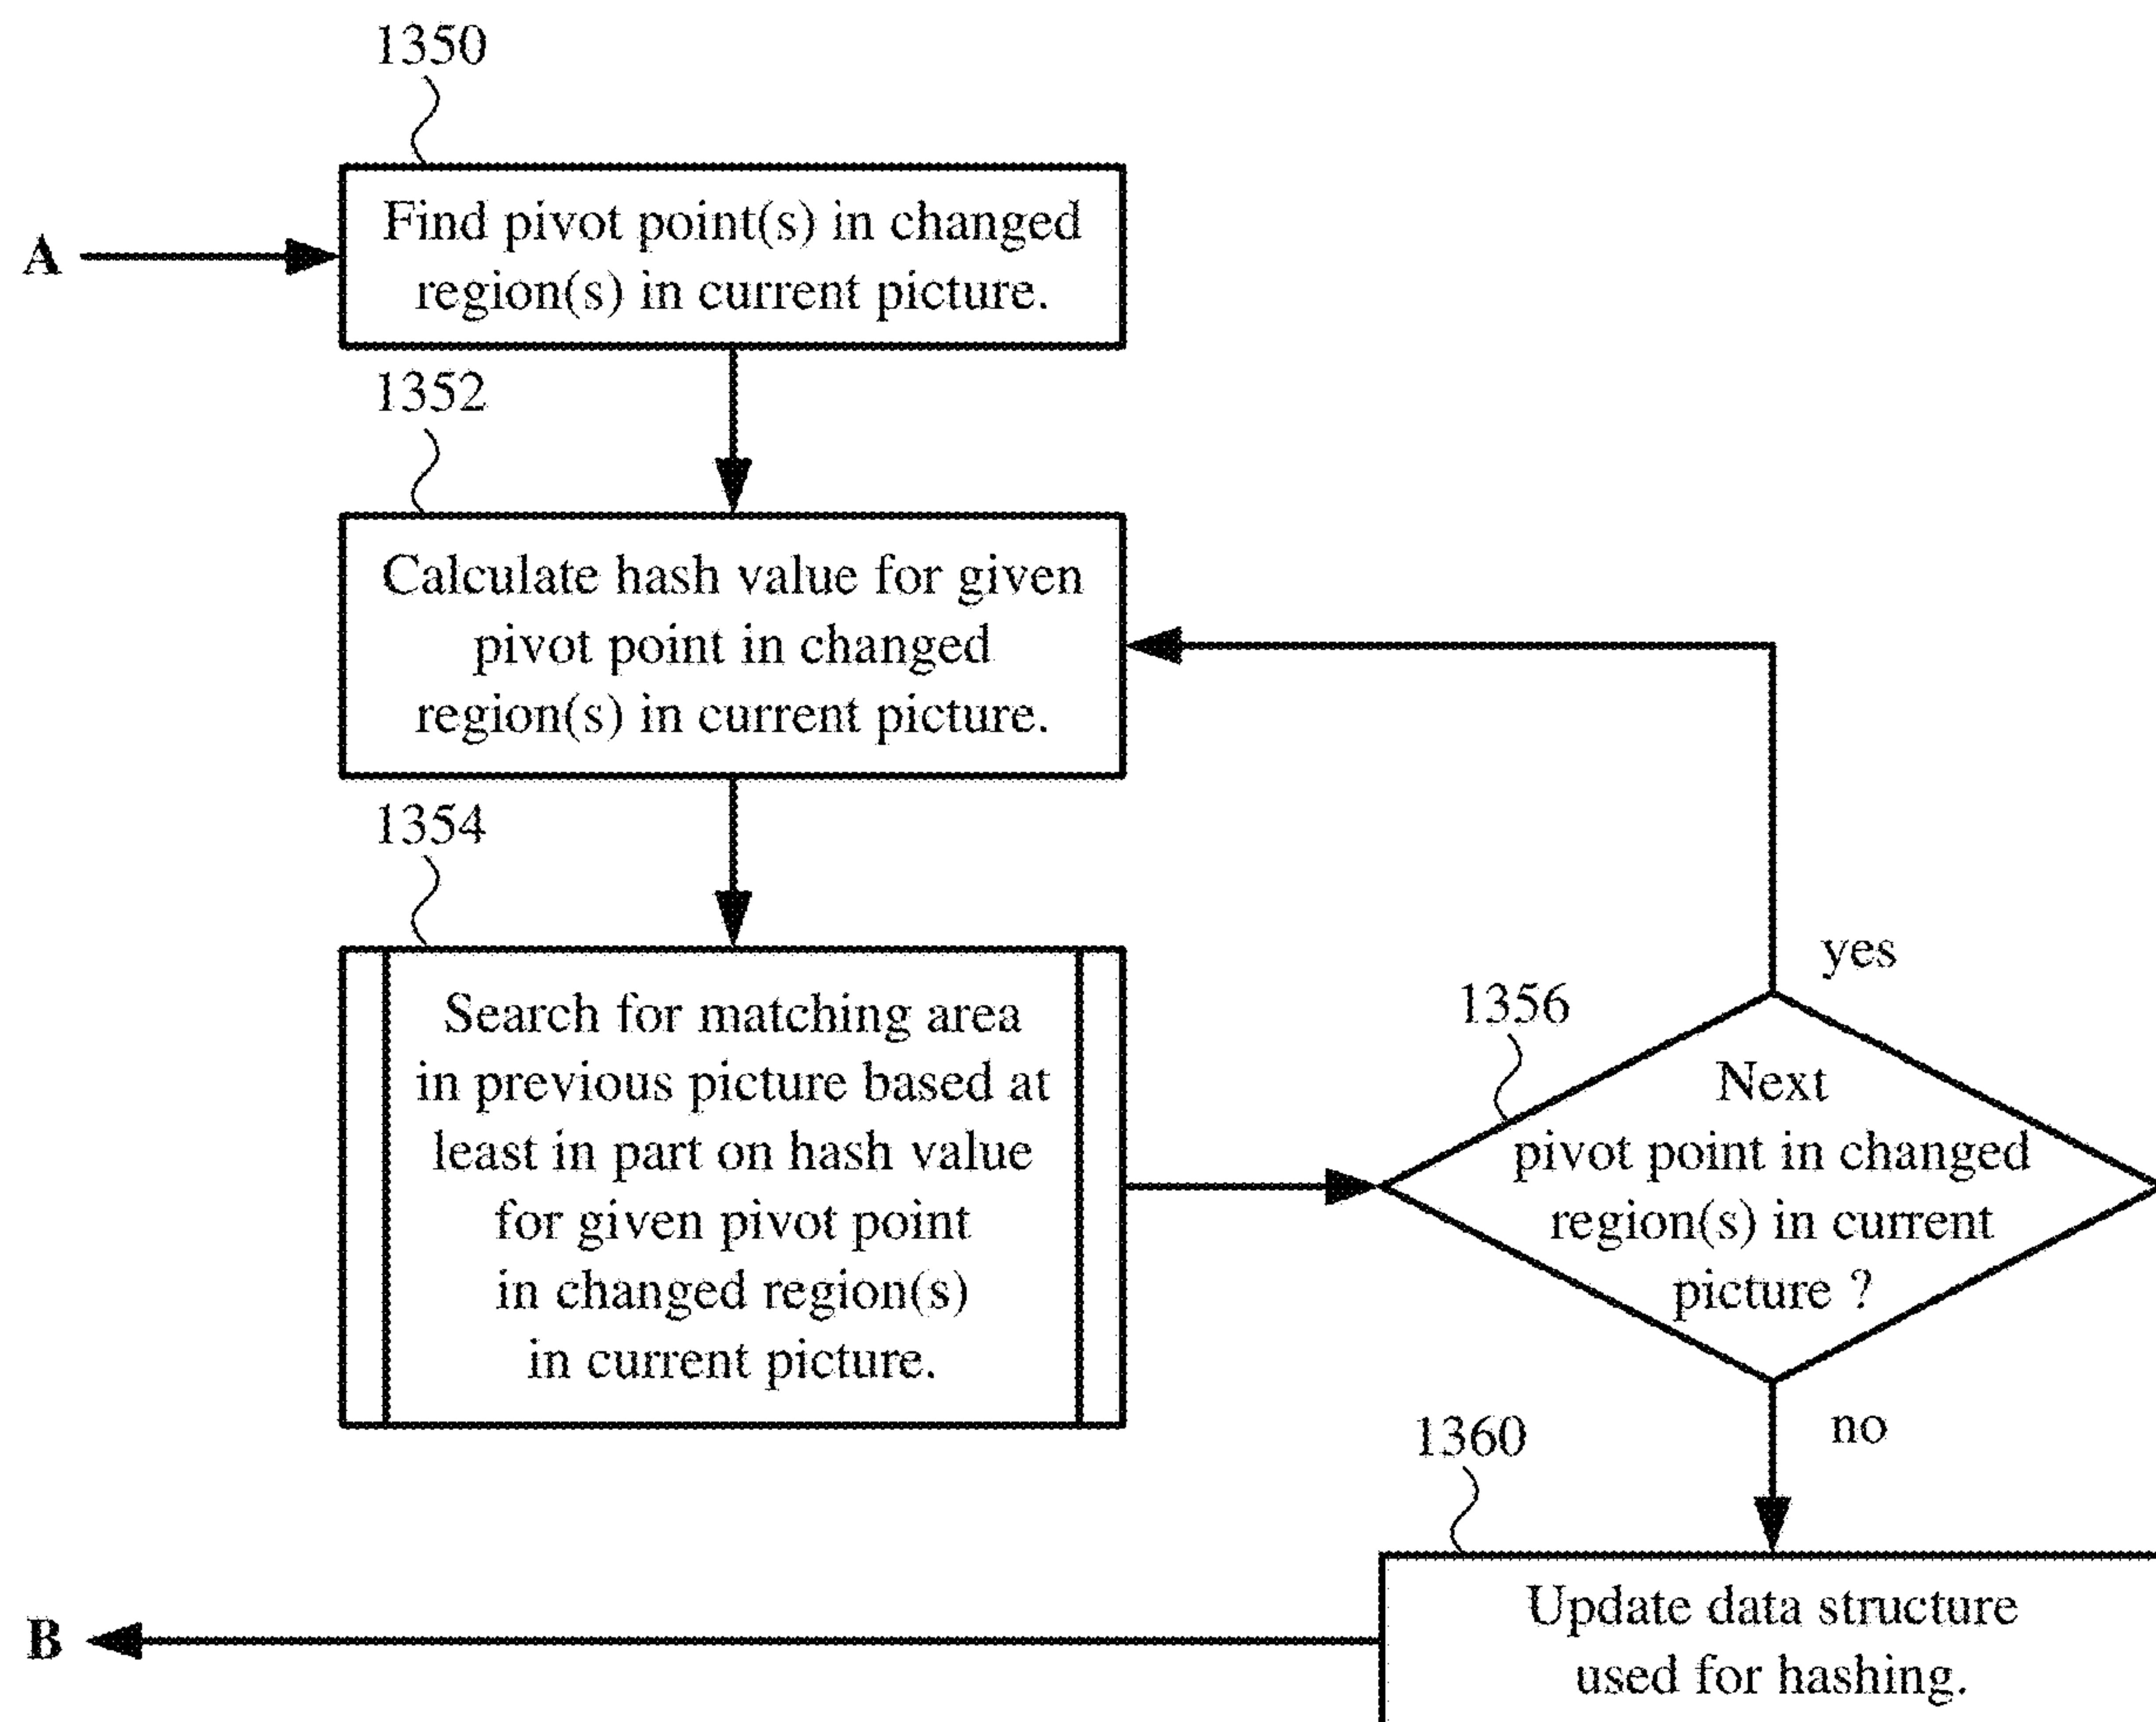 1350
A
Find pivot point(s) in changed
region(s) in current picture.
1352
Calculate hash value for given
pivot point in changed
region(s) in current picture.
1354
Search for matching area
in previous picture based at
least in part on hash value
for given pivot point
in changed region(s)
in current picture.
yes
1356
Next
pivot point in changed
region(s) in current
picture ?
no
1360
Update data structure
used for hashing.
B